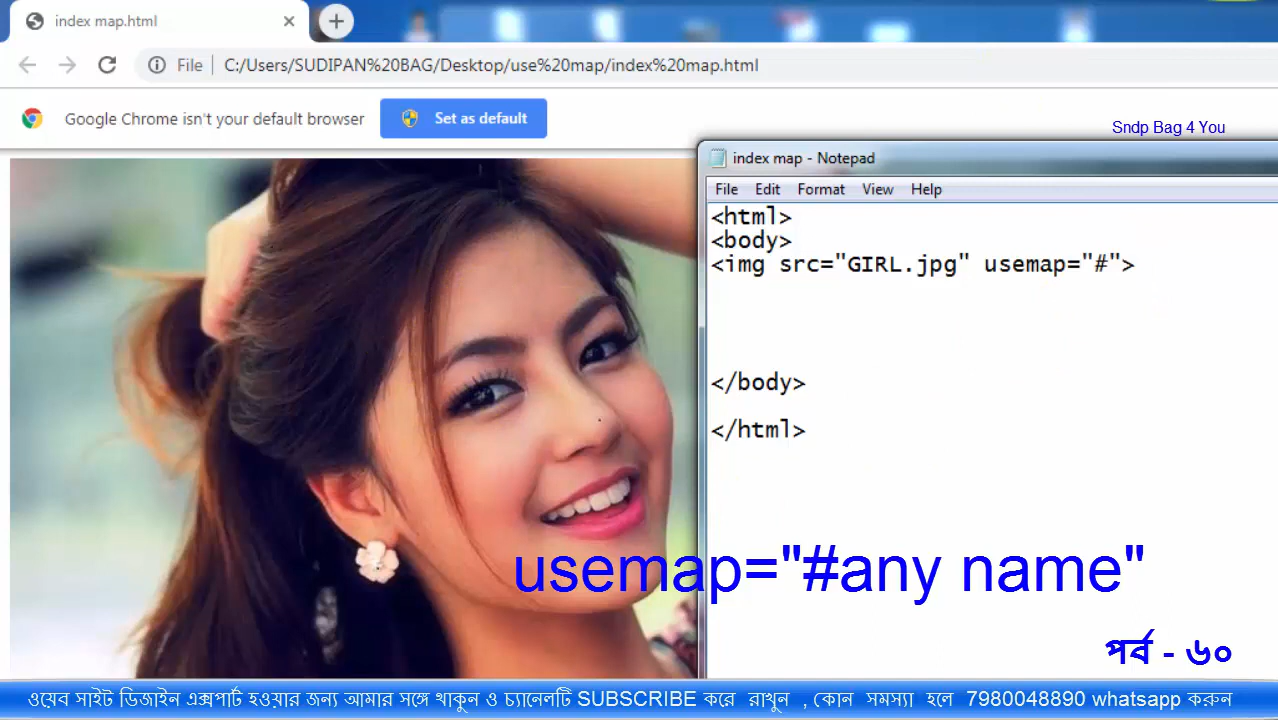 index map.html
File C:/Users/SUDIPAN%20BAG/Desktop/use%20map/index%20map.html
Google Chrome isn't your default browser Set as default
Sndp Bag 4 You
index map - Notepad
File Edit Format View Help
<html>
<body>
<img src="GIRL.jpg" usemap="#">
</body>
</html>
usemap="#any name"
পর্ব - ৬০
ওয়েব সাইট ডিজাইন এক্সপার্ট হওয়ার জন্য আমার সঙ্গে থাকুন ও চ্যানেলটি SUBSCRIBE করে রাখুন , কোন সমস্যা হলে 7980048890 whatsapp করুন